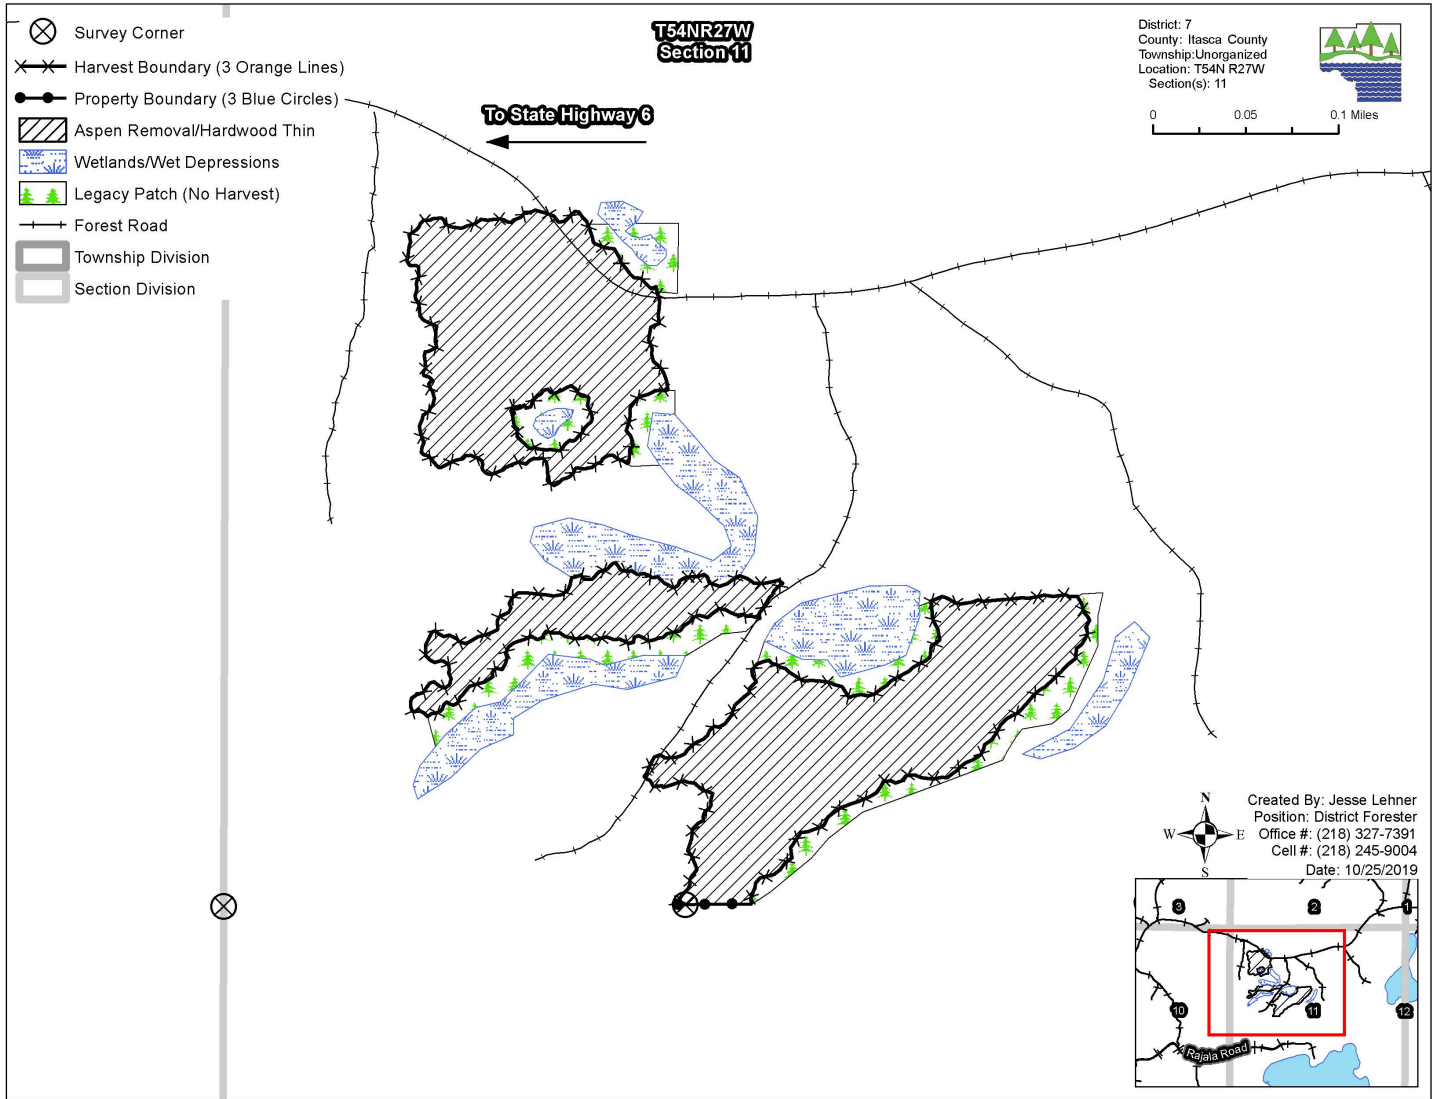 Survey Corner
Harvest Boundary (3 Orange Lines)
Property Boundary (3 Blue Circles)
Aspen Removal/Hardwood Thin
Wetlands/Wet Depressions
Legacy Patch (No Harvest)
Forest Road
Township Division
Section Division
T54NR27W
Section 11
To State Highway 6
District: 7
County: Itasca County
Township:Unorganized
Location: T54N R27W
Section(s): 11
0 0.05 0.1 Miles
N
W E
S
Created By: Jesse Lehner
Position: District Forester
Office #: (218) 327-7391
Cell #: (218) 245-9004
Date: 10/25/2019
3 2 1
10 11 12
Rajala Road